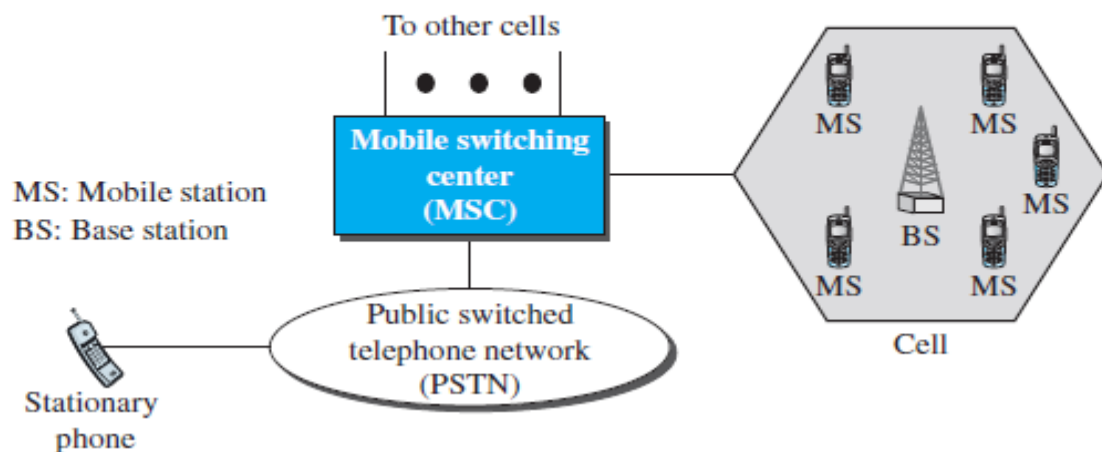 To other cells
Mobile switching
center
(MSC)
MS: Mobile station
BS: Base station
MS
MS
MS
BS
MS
MS
Cell
Public switched
telephone network
(PSTN)
Stationary
phone